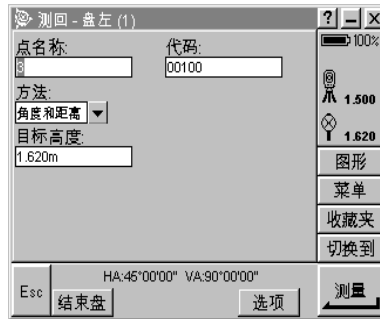 测回 - 盘左 (1)
? _ X
点名称:
代码:
3
00100
100%
方法:
角度和距离
1.500
目标高度:
1.620m
1.620
图形
菜单
收藏夹
切换到
HA:45°00'00" VA:90°00'00"
Esc
结束盘
选项
测量